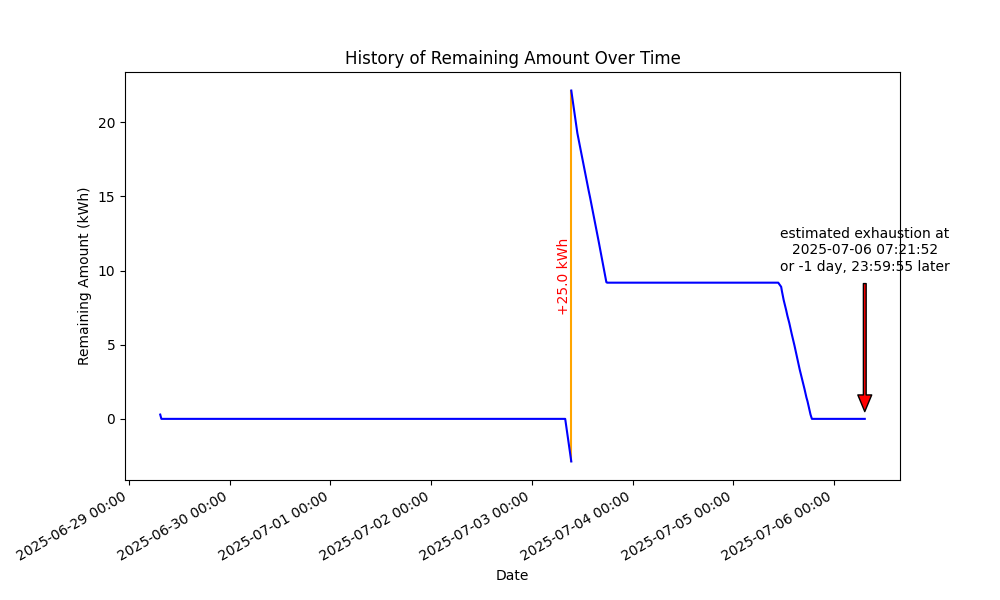 History of Remaining Amount Over Time
Remaining Amount (kWh)
20
15
10
5
0
+25.0 kWh
estimated exhaustion at
2025-07-06 07:21:52
or -1 day, 23:59:55 later
2025-06-29 00:00
2025-06-30 00:00
2025-07-01 00:00
2025-07-02 00:00
2025-07-03 00:00
2025-07-04 00:00
2025-07-05 00:00
2025-07-06 00:00
Date